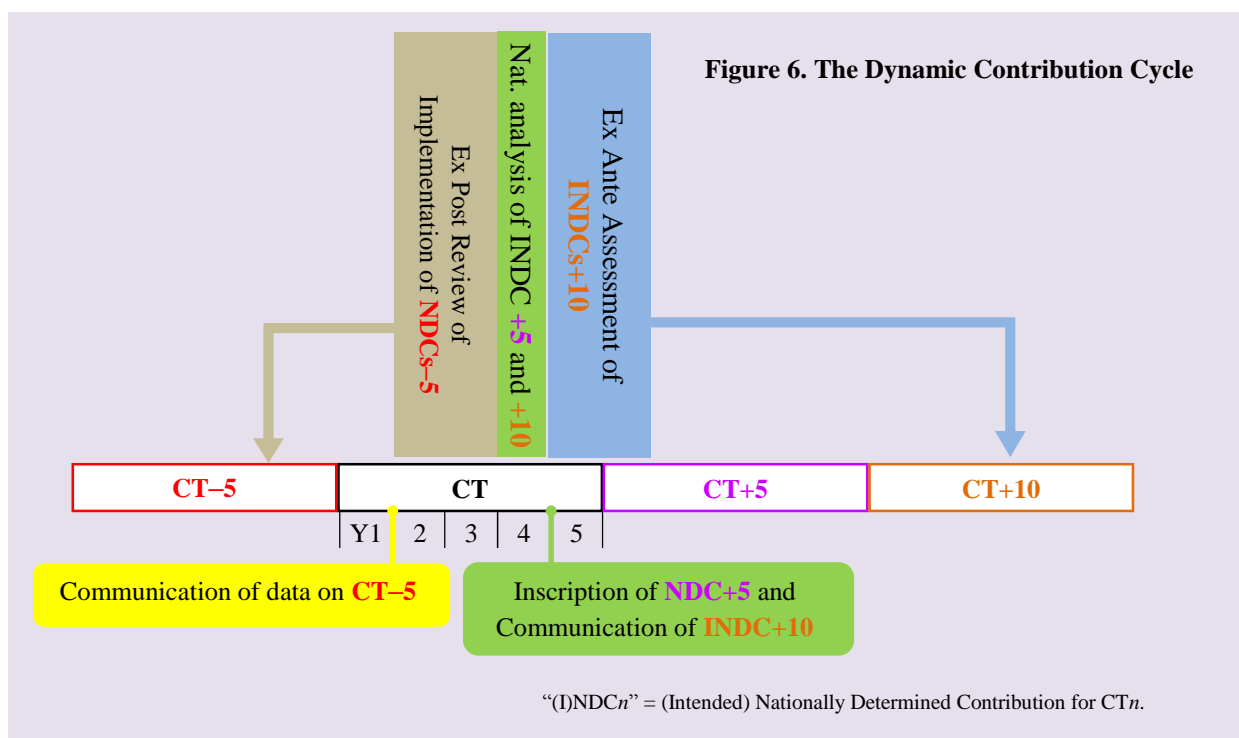 Figure 6. The Dynamic Contribution Cycle
Ex Post Review of
Implementation of NDCs–5
Nat. analysis of INDC +5 and +10
Ex Ante Assessment of
INDCs+10
CT–5
CT
CT+5
CT+10
Y1
2
3
4
5
Communication of data on CT–5
Inscription of NDC+5 and
Communication of INDC+10
“(I)NDCn” = (Intended) Nationally Determined Contribution for CTn.